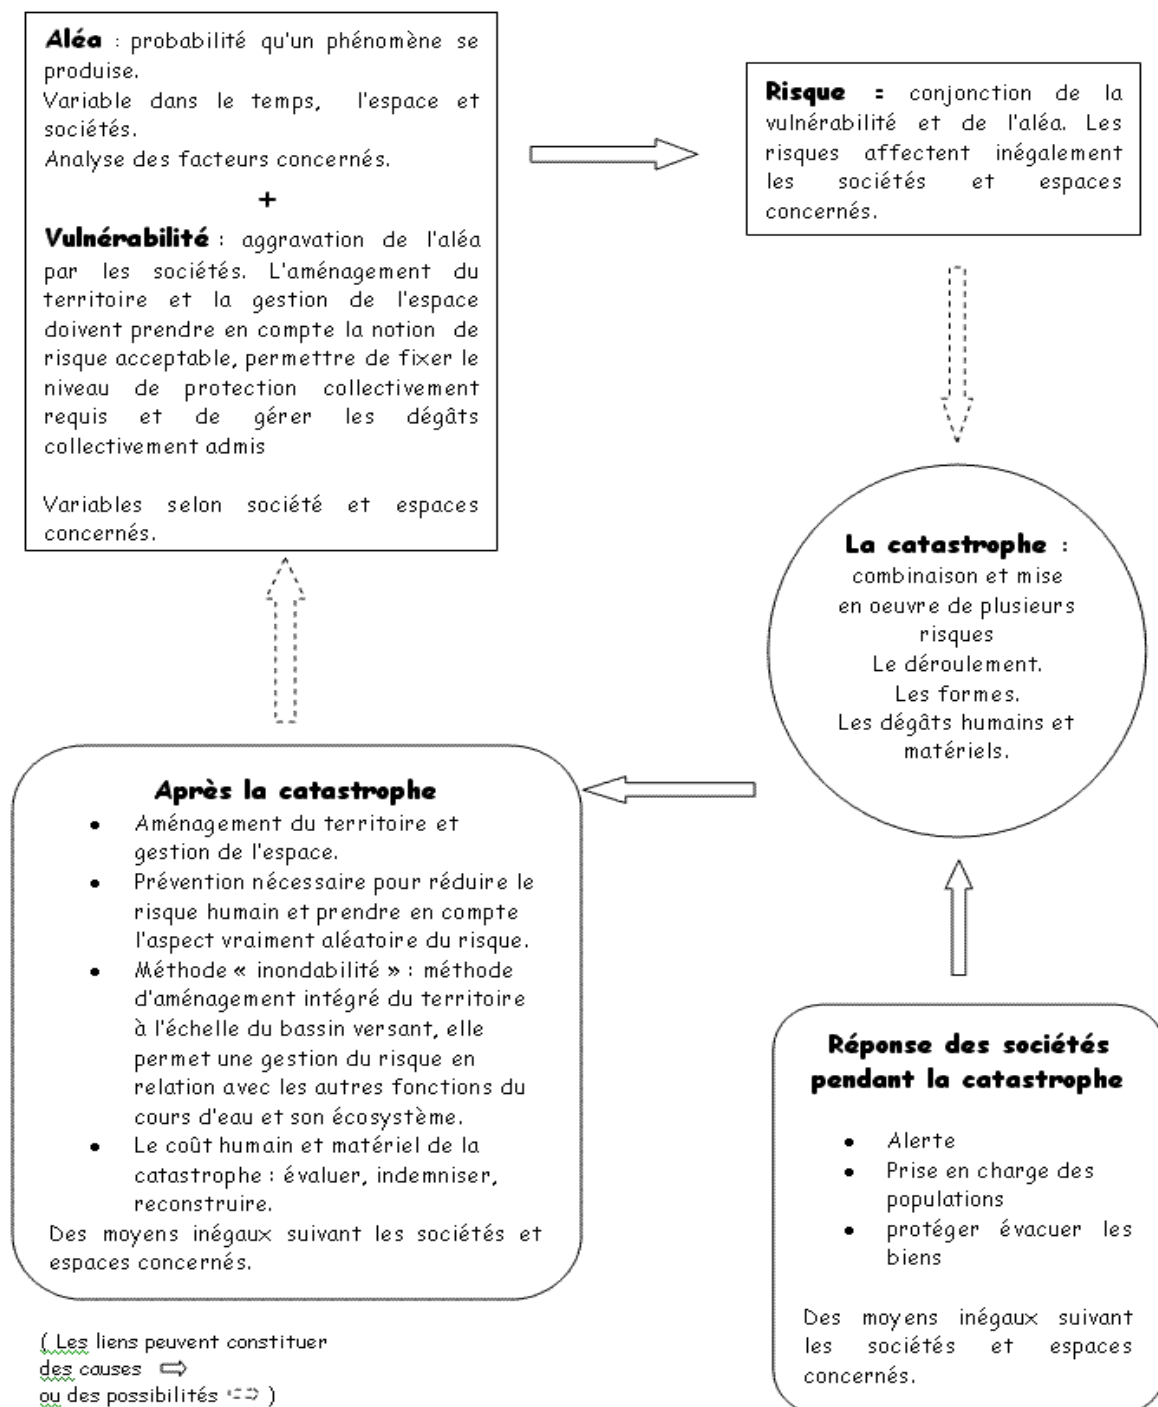 Aléa : probabilité qu'un phénomène se
produise.
Variable dans le temps, l'espace et
sociétés.
Analyse des facteurs concernés.
+
Vulnérabilité : aggravation de l'aléa
par les sociétés. L'aménagement du
territoire et la gestion de l'espace
doivent prendre en compte la notion de
risque acceptable, permettre de fixer le
niveau de protection collectivement
requis et de gérer les dégâts
collectivement admis
Variables selon société et espaces
concernés.
Risque = conjonction de la
vulnérabilité et de l'aléa. Les
risques affectent inégalement
les sociétés et espaces
concernés.
La catastrophe :
combinaison et mise
en oeuvre de plusieurs
risques
Le déroulement.
Les formes.
Les dégâts humains et
matériels.
Après la catastrophe
• Aménagement du territoire et
gestion de l'espace.
• Prévention nécessaire pour réduire le
risque humain et prendre en compte
l'aspect vraiment aléatoire du risque.
• Méthode « inondabilité » : méthode
d'aménagement intégré du territoire
à l'échelle du bassin versant, elle
permet une gestion du risque en
relation avec les autres fonctions du
cours d'eau et son écosystème.
• Le coût humain et matériel de la
catastrophe : évaluer, indemniser,
reconstruire.
Des moyens inégaux suivant les sociétés et
espaces concernés.
Réponse des sociétés
pendant la catastrophe
• Alerte
• Prise en charge des
populations
• protéger évacuer les
biens
Des moyens inégaux suivant
les sociétés et espaces
concernés.
( Les liens peuvent constituer
des causes ⇨
ou des possibilités ⇨ )